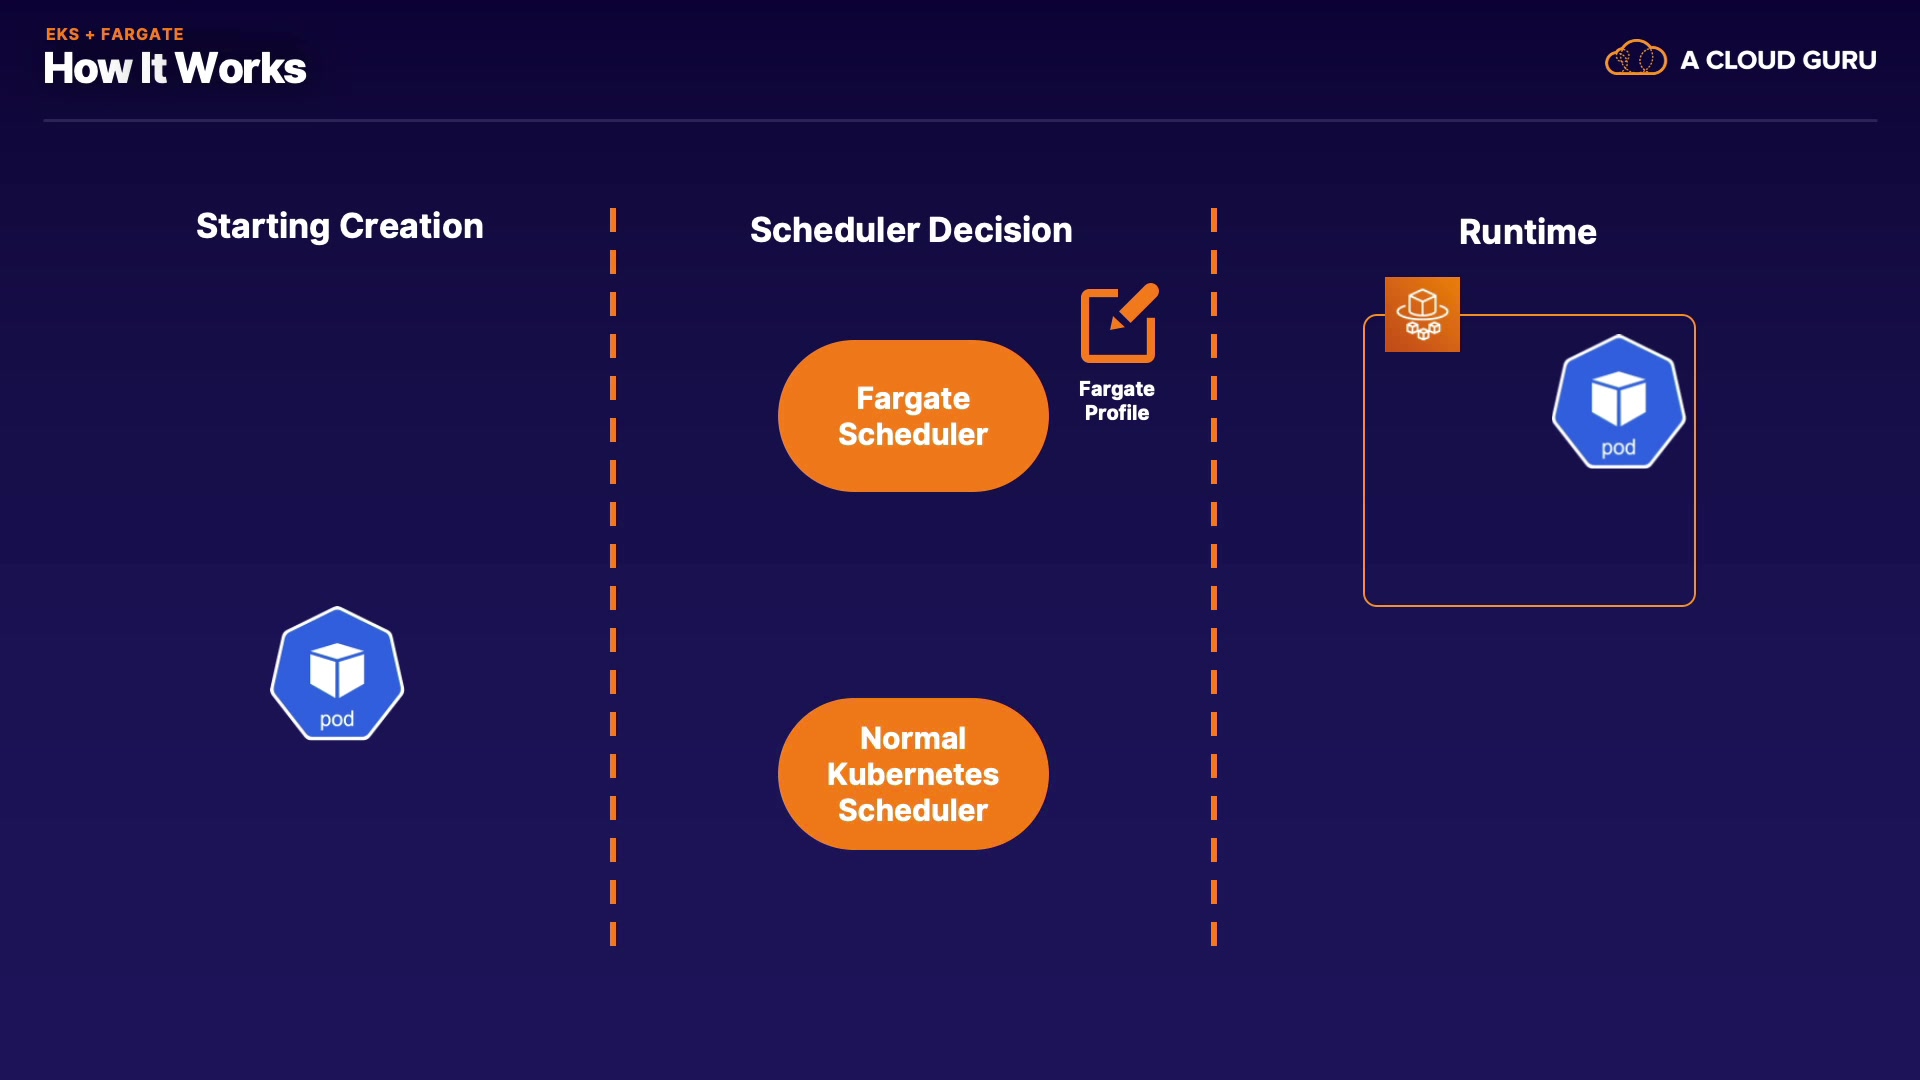 EKS + FARGATE
How It Works
A CLOUD GURU
Starting Creation
Scheduler Decision
Runtime
Fargate
Scheduler
Fargate
Profile
pod
pod
Normal
Kubernetes
Scheduler